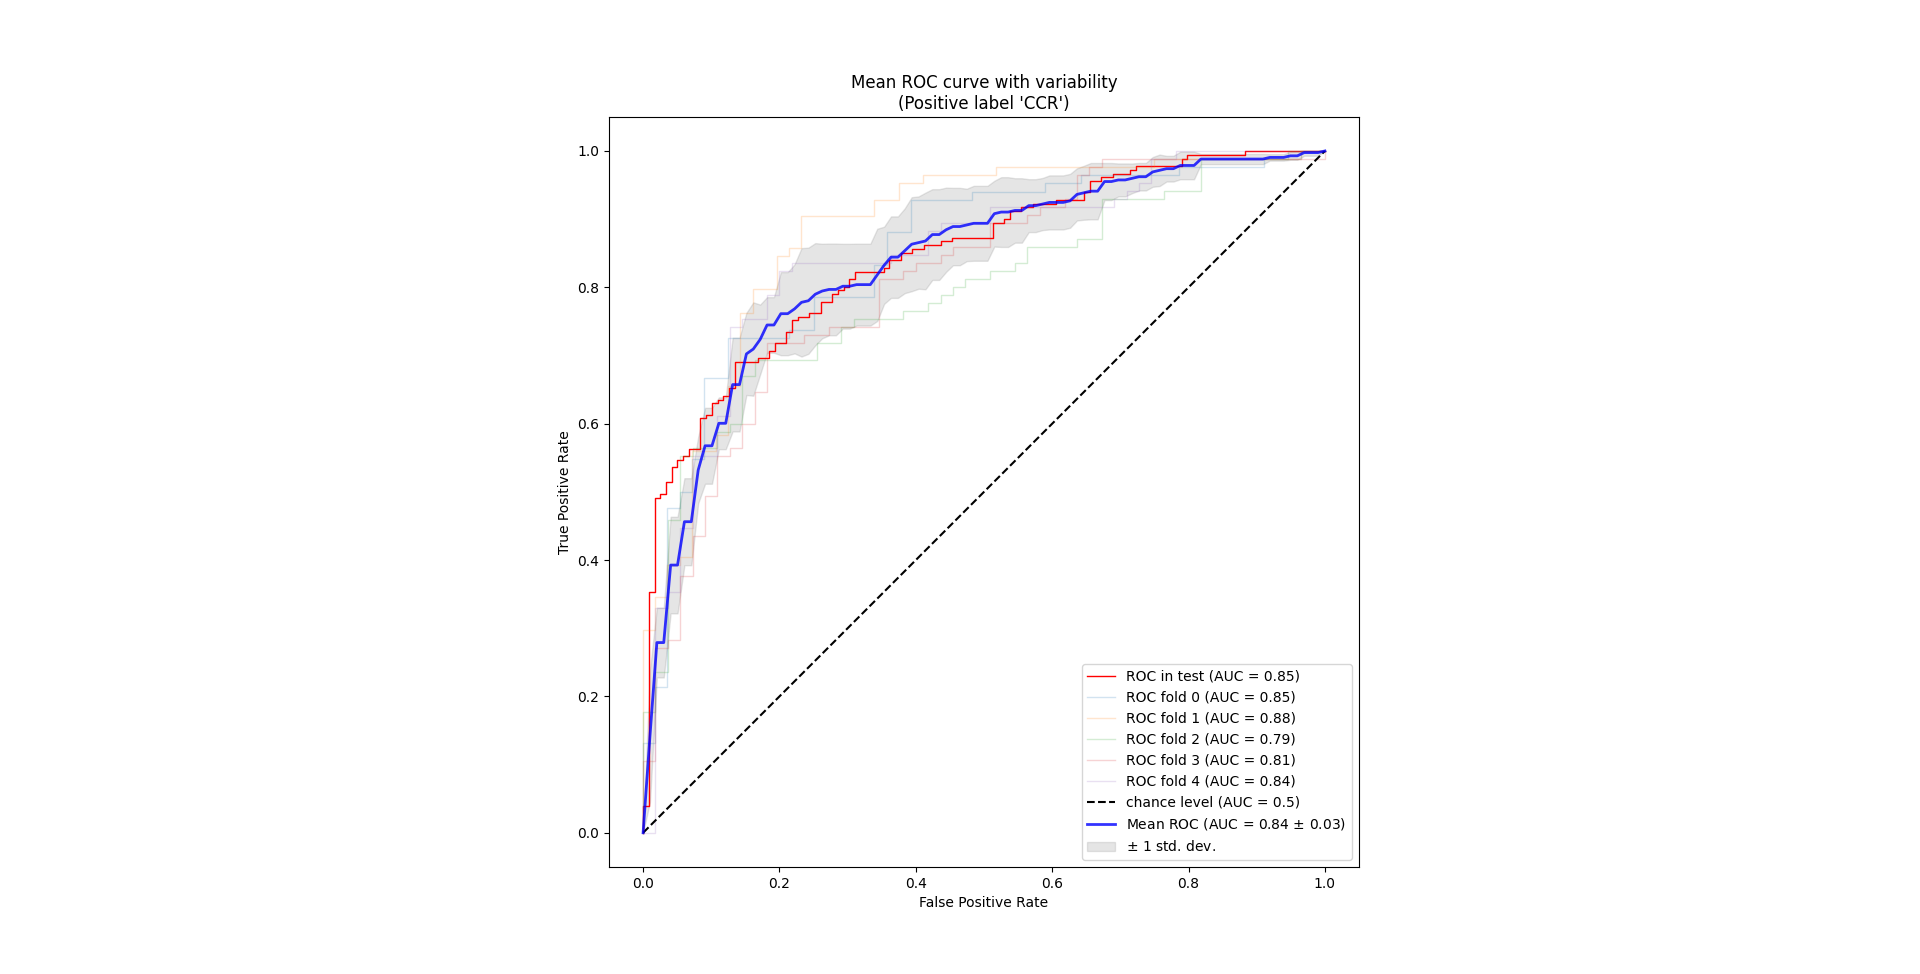 Mean ROC curve with variability
(Positive label 'CCR')
True Positive Rate
1.0
0.8
0.6
0.4
0.2
0.0
0.0 0.2 0.4 0.6 0.8 1.0
False Positive Rate
ROC in test (AUC = 0.85)
ROC fold 0 (AUC = 0.85)
ROC fold 1 (AUC = 0.88)
ROC fold 2 (AUC = 0.79)
ROC fold 3 (AUC = 0.81)
ROC fold 4 (AUC = 0.84)
chance level (AUC = 0.5)
Mean ROC (AUC = 0.84 ± 0.03)
± 1 std. dev.